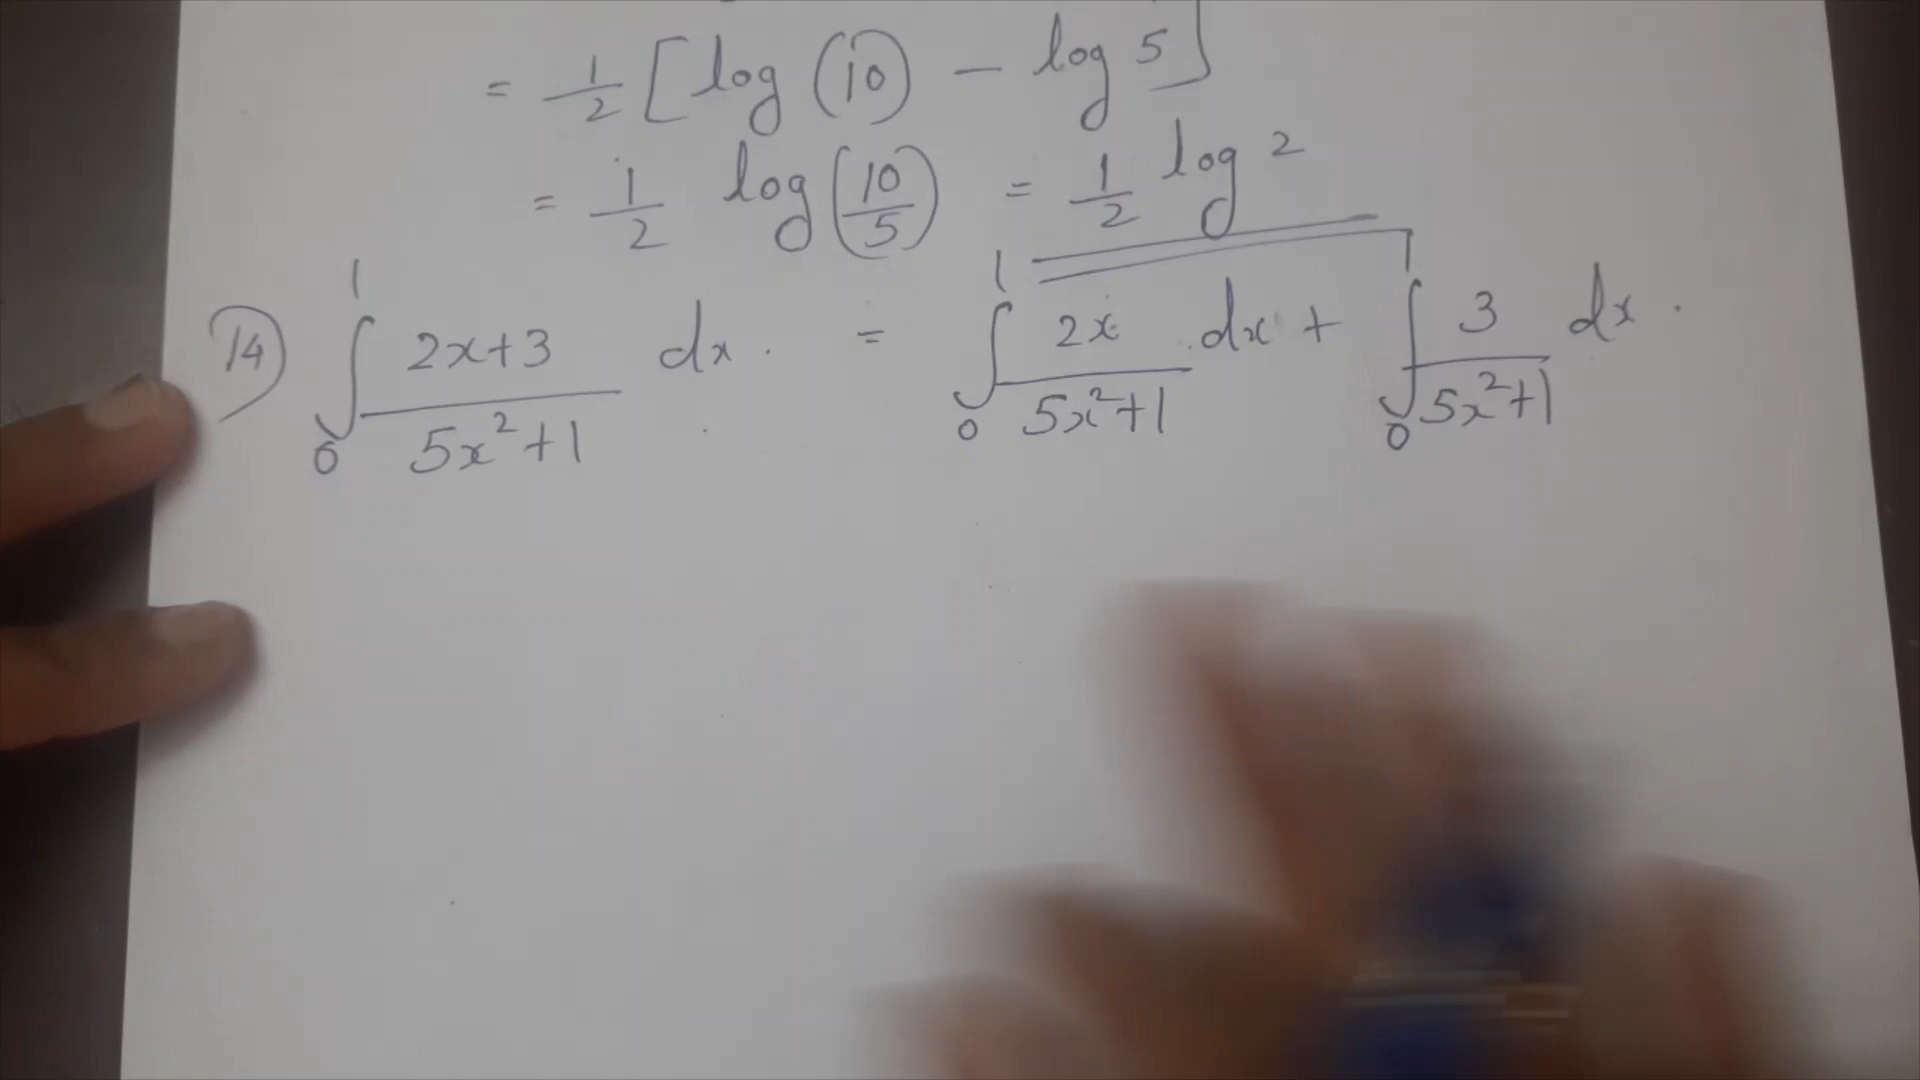 = 1/2 [log (10) - log 5]
= 1/2 log (10/5) = 1/2 log 2
14) ∫₀¹ (2x+3)/(5x²+1) dx. = ∫₀¹ 2x/(5x²+1) .dx + ∫₀¹ 3/(5x²+1) dx.